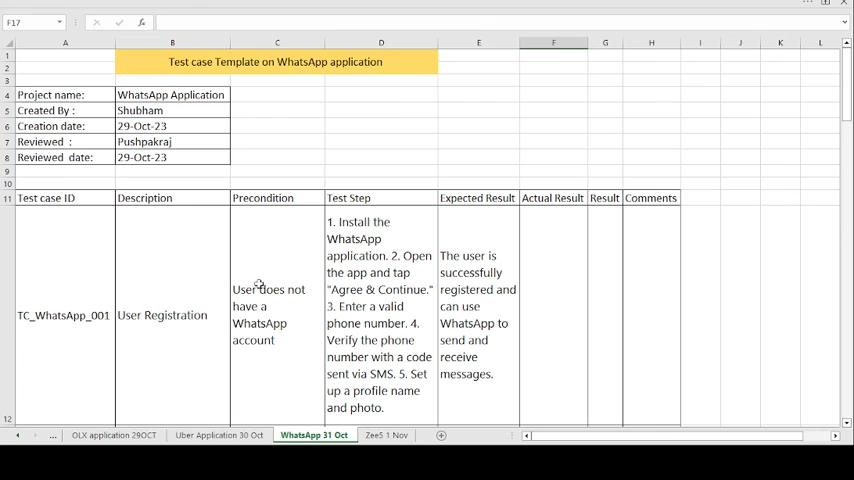 F17
fx
A B C D E F G H I J K L
1 Test case Template on WhatsApp application
2
3
4 Project name: WhatsApp Application
5 Created By : Shubham
6 Creation date: 29-Oct-23
7 Reviewed : Pushpakraj
8 Reviewed date: 29-Oct-23
9
10
11 Test case ID Description Precondition Test Step Expected Result Actual Result Result Comments
12
TC_WhatsApp_001
User Registration
User does not
have a
WhatsApp
account
1. Install the
WhatsApp
application. 2. Open
the app and tap
"Agree & Continue."
3. Enter a valid
phone number. 4.
Verify the phone
number with a code
sent via SMS. 5. Set
up a profile name
and photo.
The user is
successfully
registered and
can use
WhatsApp to
send and
receive
messages.
... OLX application 29OCT Uber Application 30 Oct WhatsApp 31 Oct Zee5 1 Nov